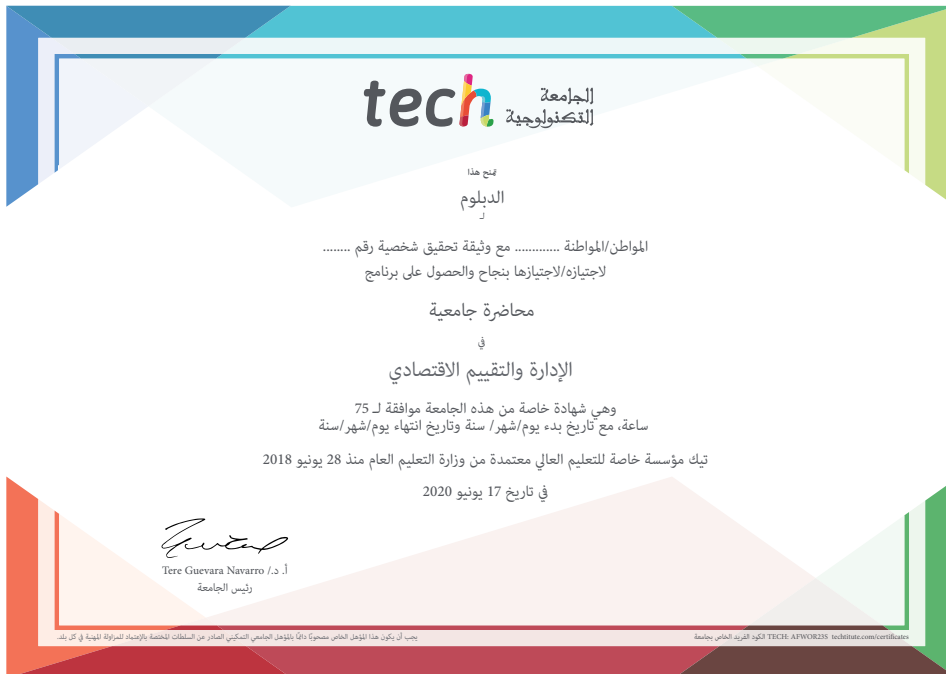 tech الجامعة
التكنولوجية
يمنح هذا
الدبلوم
لـ
المواطن/المواطنة ............ مع وثيقة تحقيق شخصية رقم ........
لاجتيازه/لاجتيازها بنجاح والحصول على برنامج
محاضرة جامعية
في
الإدارة والتقييم الاقتصادي
وهي شهادة خاصة من هذه الجامعة موافقة لـ 75
ساعة، مع تاريخ بدء يوم/شهر/ سنة وتاريخ انتهاء يوم/شهر/سنة
تيك مؤسسة خاصة للتعليم العالي معتمدة من وزارة التعليم العام منذ 28 يونيو 2018
في تاريخ 17 يونيو 2020
أ. د./ Tere Guevara Navarro
رئيس الجامعة
يجب أن يكون هذا المؤهل الخاص مصحوبًا دائمًا بالمؤهل الجامعي التمكيني الصادر عن السلطات المختصة بالإعتماد للمزاولة المهنية في كل بلد.
الكود الفريد الخاص بجامعة TECH: AFWOR23S techtitute.com/certificates